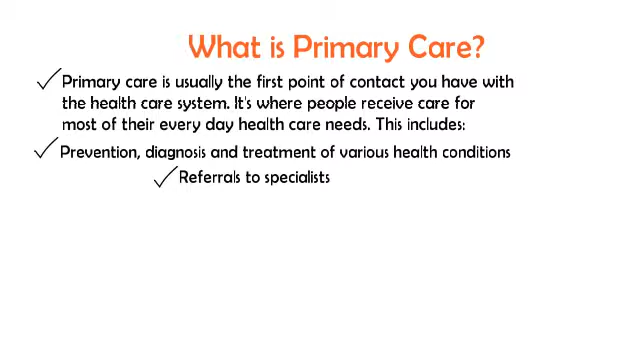 What is Primary Care?
Primary care is usually the first point of contact you have with
the health care system. It's where people receive care for
most of their every day health care needs. This includes:
Prevention, diagnosis and treatment of various health conditions
Referrals to specialists